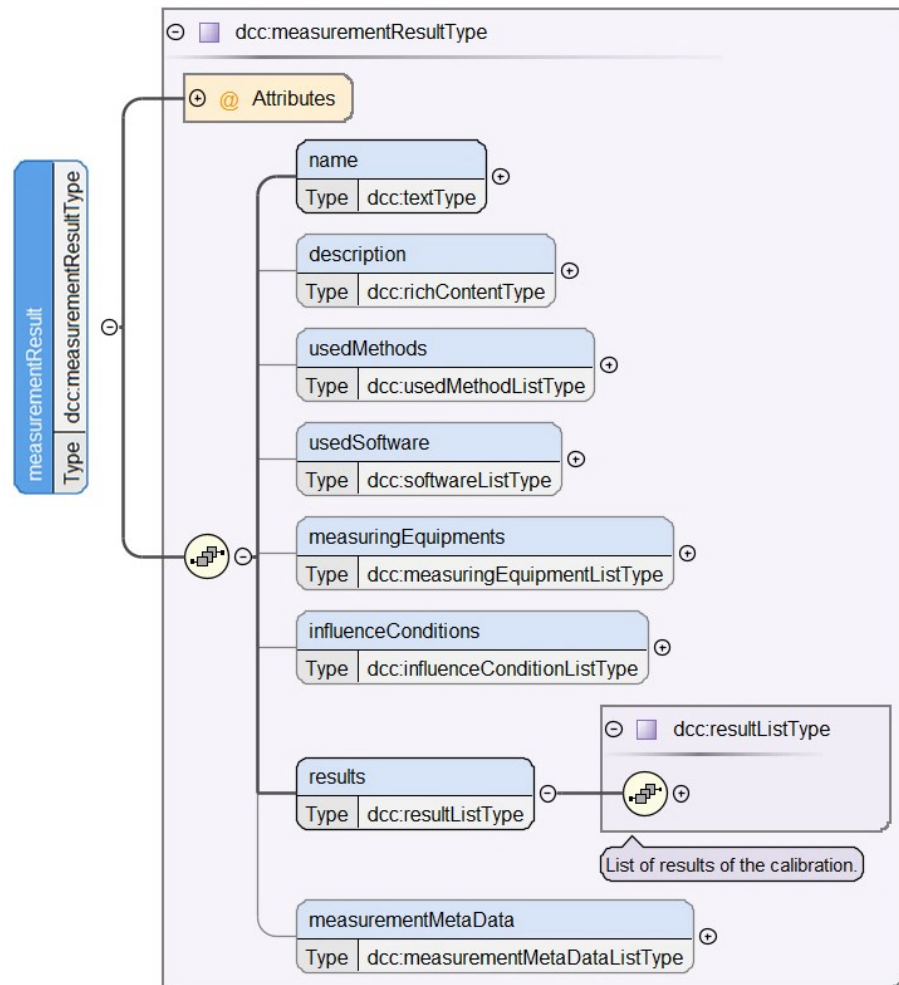 dcc:measurementResultType
@ Attributes
measurementResult
Type dcc:measurementResultType
name
Type dcc:textType
description
Type dcc:richContentType
usedMethods
Type dcc:usedMethodListType
usedSoftware
Type dcc:softwareListType
measuringEquipments
Type dcc:measuringEquipmentListType
influenceConditions
Type dcc:influenceConditionListType
results
Type dcc:resultListType
dcc:resultListType
List of results of the calibration.
measurementMetaData
Type dcc:measurementMetaDataListType